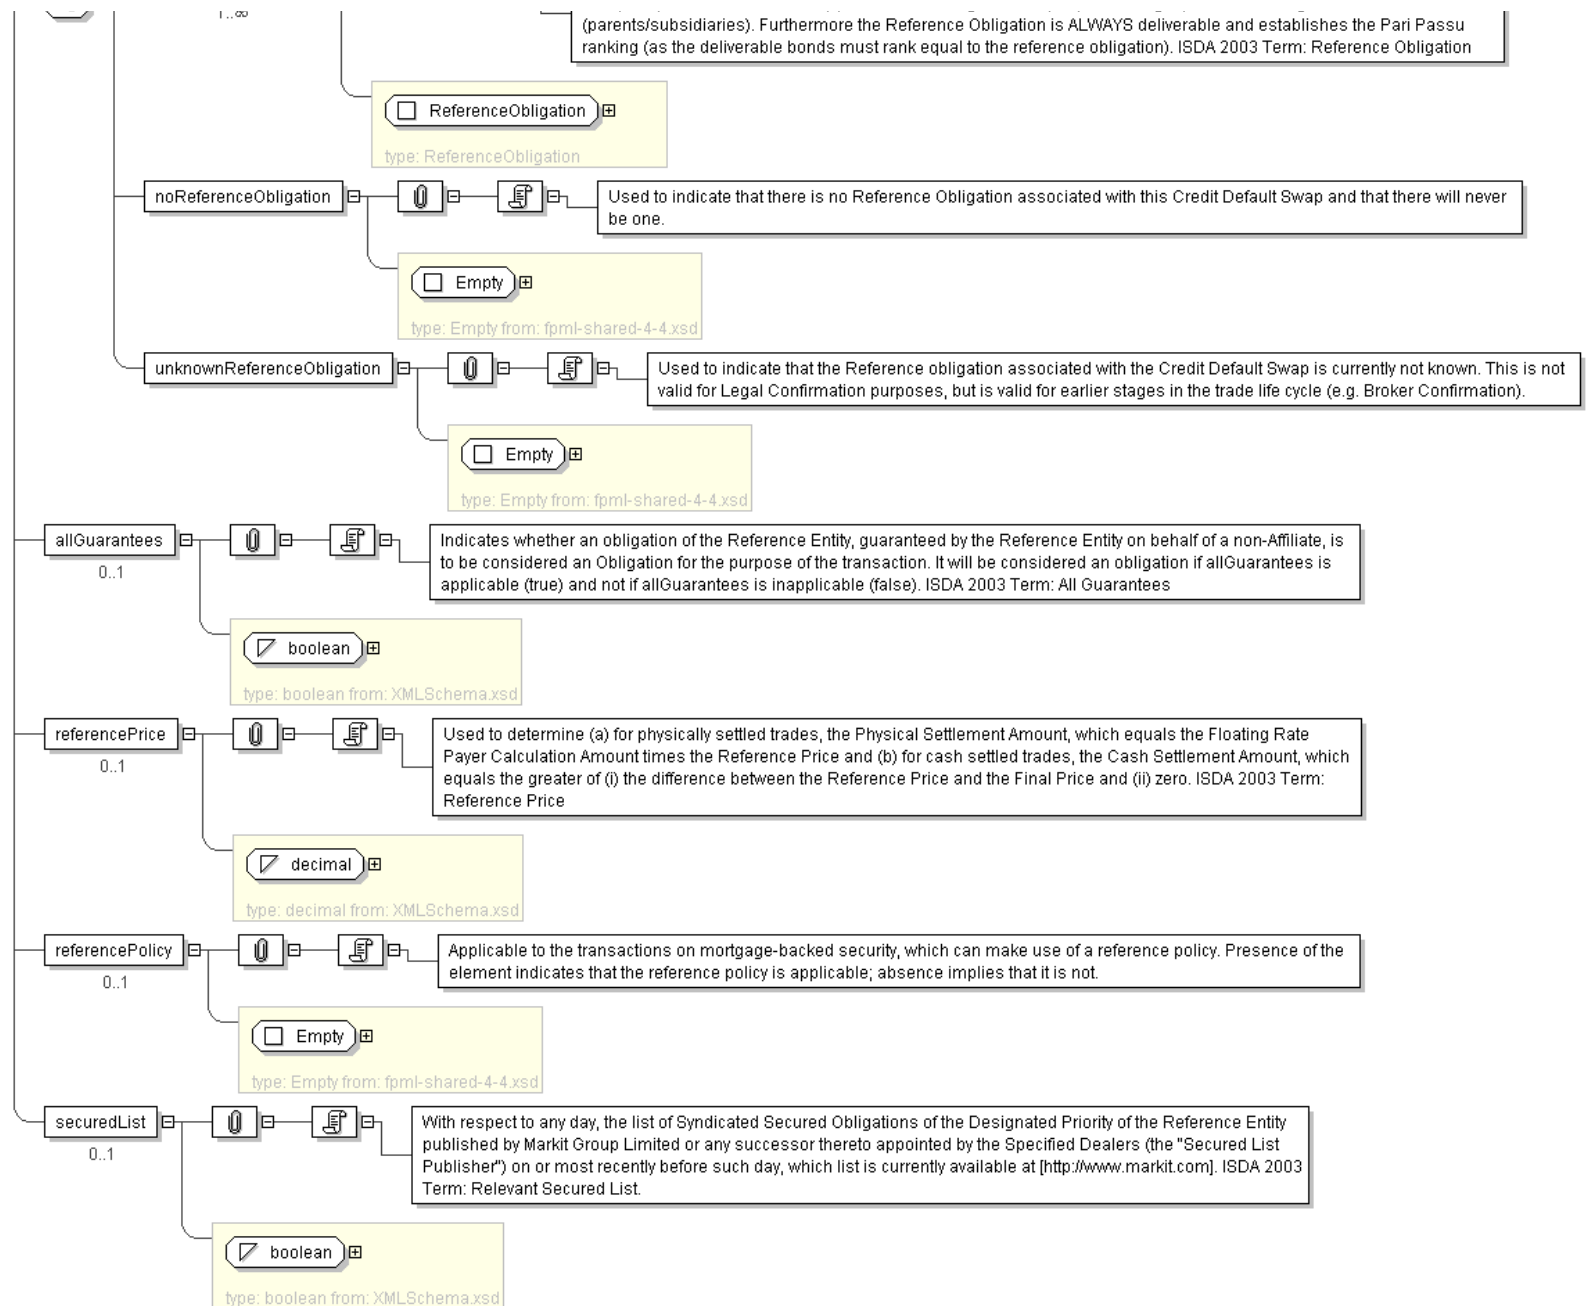 1..∞
(parents/subsidiaries). Furthermore the Reference Obligation is ALWAYS deliverable and establishes the Pari Passu
ranking (as the deliverable bonds must rank equal to the reference obligation). ISDA 2003 Term: Reference Obligation
ReferenceObligation
type: ReferenceObligation
noReferenceObligation
Used to indicate that there is no Reference Obligation associated with this Credit Default Swap and that there will never
be one.
Empty
type: Empty from: fpml-shared-4-4.xsd
unknownReferenceObligation
Used to indicate that the Reference obligation associated with the Credit Default Swap is currently not known. This is not
valid for Legal Confirmation purposes, but is valid for earlier stages in the trade life cycle (e.g. Broker Confirmation).
Empty
type: Empty from: fpml-shared-4-4.xsd
allGuarantees
0..1
Indicates whether an obligation of the Reference Entity, guaranteed by the Reference Entity on behalf of a non-Affiliate, is
to be considered an Obligation for the purpose of the transaction. It will be considered an obligation if allGuarantees is
applicable (true) and not if allGuarantees is inapplicable (false). ISDA 2003 Term: All Guarantees
boolean
type: boolean from: XMLSchema.xsd
referencePrice
0..1
Used to determine (a) for physically settled trades, the Physical Settlement Amount, which equals the Floating Rate
Payer Calculation Amount times the Reference Price and (b) for cash settled trades, the Cash Settlement Amount, which
equals the greater of (i) the difference between the Reference Price and the Final Price and (ii) zero. ISDA 2003 Term:
Reference Price
decimal
type: decimal from: XMLSchema.xsd
referencePolicy
0..1
Applicable to the transactions on mortgage-backed security, which can make use of a reference policy. Presence of the
element indicates that the reference policy is applicable; absence implies that it is not.
Empty
type: Empty from: fpml-shared-4-4.xsd
securedList
0..1
With respect to any day, the list of Syndicated Secured Obligations of the Designated Priority of the Reference Entity
published by Markit Group Limited or any successor thereto appointed by the Specified Dealers (the "Secured List
Publisher") on or most recently before such day, which list is currently available at [http://www.markit.com]. ISDA 2003
Term: Relevant Secured List.
boolean
type: boolean from: XMLSchema.xsd